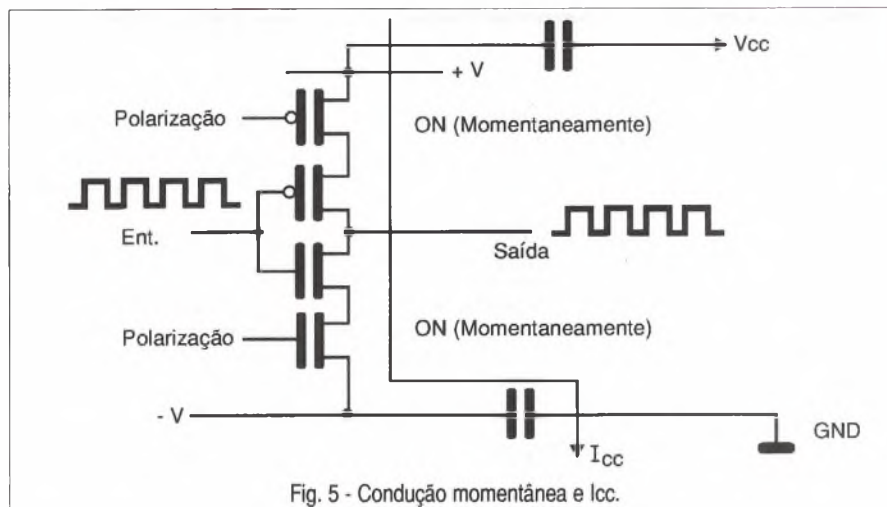 Vcc
+ V
Polarização
ON (Momentaneamente)
Ent.
Saída
Polarização
ON (Momentaneamente)
- V
GND
Icc
Fig. 5 - Condução momentânea e Icc.